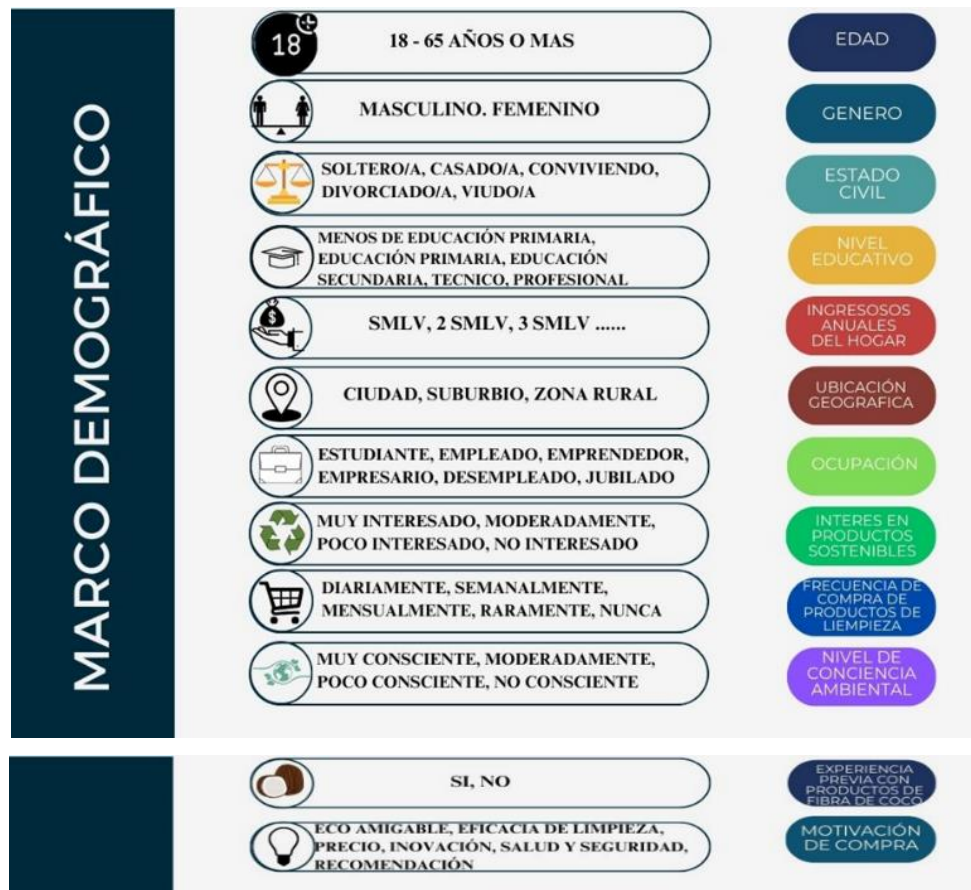 MARCO DEMOGRÁFICO
18+
18 - 65 AÑOS O MAS
EDAD
MASCULINO. FEMENINO
GENERO
SOLTERO/A, CASADO/A, CONVIVIENDO,
DIVORCIADO/A, VIUDO/A
ESTADO
CIVIL
MENOS DE EDUCACIÓN PRIMARIA,
EDUCACIÓN PRIMARIA, EDUCACIÓN
SECUNDARIA, TECNICO, PROFESIONAL
NIVEL
EDUCATIVO
$
SMLV, 2 SMLV, 3 SMLV ......
INGRESOSOS
ANUALES
DEL HOGAR
CIUDAD, SUBURBIO, ZONA RURAL
UBICACIÓN
GEOGRAFICA
ESTUDIANTE, EMPLEADO, EMPRENDEDOR,
EMPRESARIO, DESEMPLEADO, JUBILADO
OCUPACIÓN
MUY INTERESADO, MODERADAMENTE,
POCO INTERESADO, NO INTERESADO
INTERES EN
PRODUCTOS
SOSTENIBLES
DIARIAMENTE, SEMANALMENTE,
MENSUALMENTE, RARAMENTE, NUNCA
FRECUENCIA DE
COMPRA DE
PRODUCTOS DE
LIEMPIEZA
MUY CONSCIENTE, MODERADAMENTE,
POCO CONSCIENTE, NO CONSCIENTE
NIVEL DE
CONCIENCIA
AMBIENTAL
SI, NO
EXPERIENCIA
PREVIA CON
PRODUCTOS DE
FIBRA DE COCO
ECO AMIGABLE, EFICACIA DE LIMPIEZA,
PRECIO, INOVACIÓN, SALUD Y SEGURIDAD,
RECOMENDACIÓN
MOTIVACIÓN
DE COMPRA